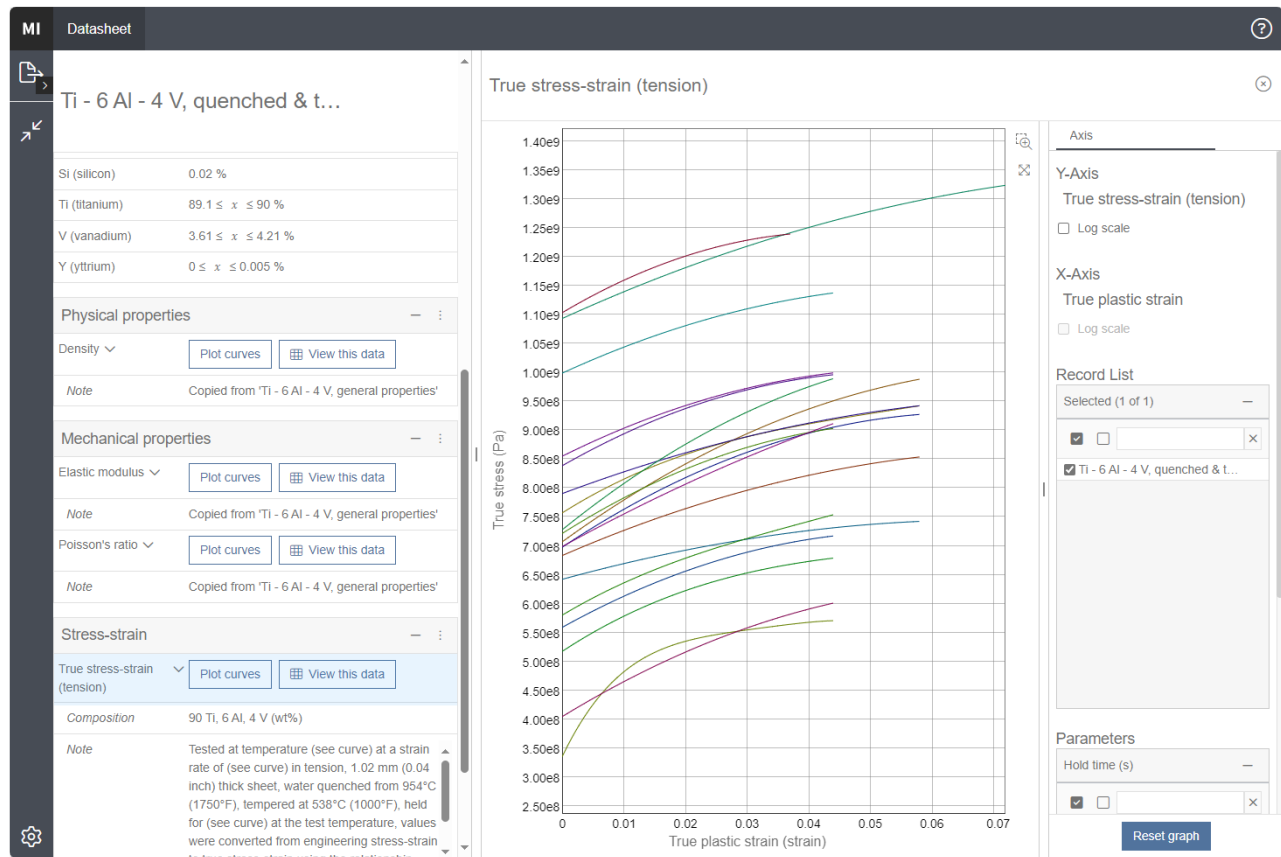 MI Datasheet
Ti - 6 Al - 4 V, quenched & t…
Si (silicon) 0.02 %
Ti (titanium) 89.1 ≤ x ≤ 90 %
V (vanadium) 3.61 ≤ x ≤ 4.21 %
Y (yttrium) 0 ≤ x ≤ 0.005 %
Physical properties
Density Plot curves View this data
Note Copied from 'Ti - 6 Al - 4 V, general properties'
Mechanical properties
Elastic modulus Plot curves View this data
Note Copied from 'Ti - 6 Al - 4 V, general properties'
Poisson's ratio Plot curves View this data
Note Copied from 'Ti - 6 Al - 4 V, general properties'
Stress-strain
True stress-strain
(tension)
Plot curves View this data
Composition 90 Ti, 6 Al, 4 V (wt%)
Note Tested at temperature (see curve) at a strain
rate of (see curve) in tension, 1.02 mm (0.04
inch) thick sheet, water quenched from 954°C
(1750°F), tempered at 538°C (1000°F), held
for (see curve) at the test temperature, values
were converted from engineering stress-strain
True stress-strain (tension)
True stress (Pa)
1.40e9
1.35e9
1.30e9
1.25e9
1.20e9
1.15e9
1.10e9
1.05e9
1.00e9
9.50e8
9.00e8
8.50e8
8.00e8
7.50e8
7.00e8
6.50e8
6.00e8
5.50e8
5.00e8
4.50e8
4.00e8
3.50e8
3.00e8
2.50e8
0 0.01 0.02 0.03 0.04 0.05 0.06 0.07
True plastic strain (strain)
Axis
Y-Axis
True stress-strain (tension)
Log scale
X-Axis
True plastic strain
Log scale
Record List
Selected (1 of 1)
Ti - 6 Al - 4 V, quenched & t…
Parameters
Hold time (s)
Reset graph